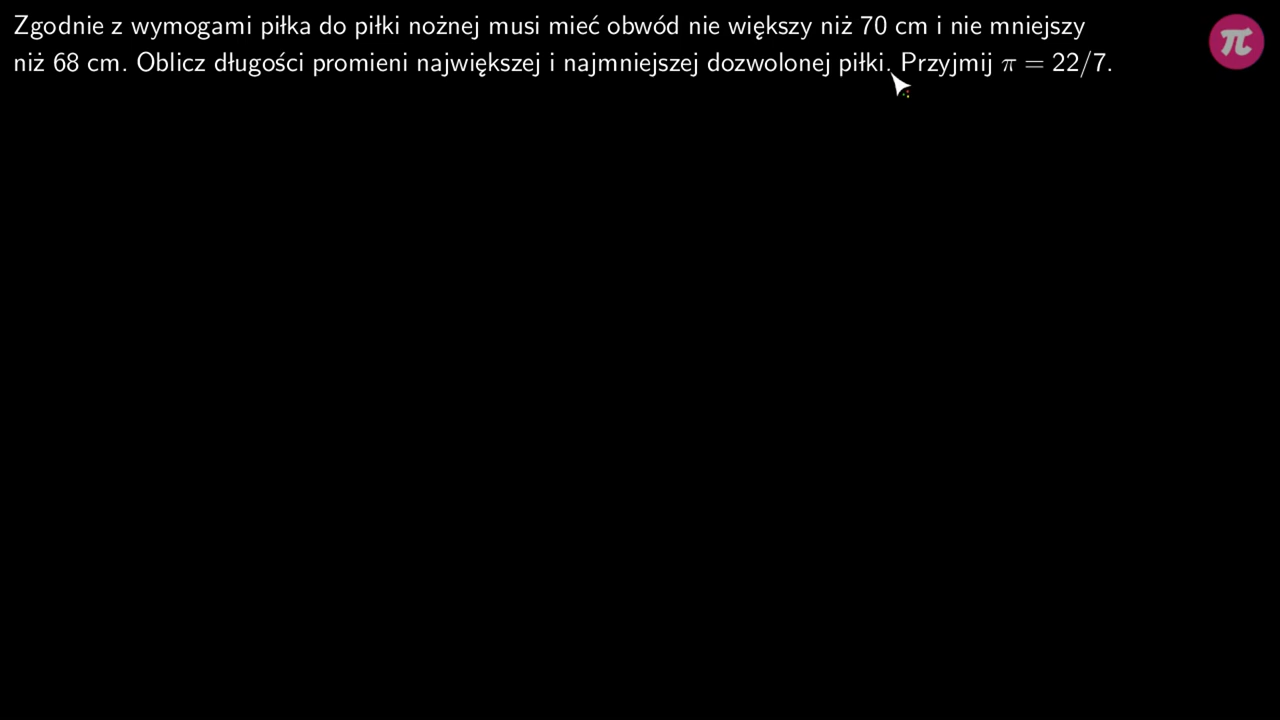 Zgodnie z wymogami piłka do piłki nożnej musi mieć obwód nie większy niż 70 cm i nie mniejszy
niż 68 cm. Oblicz długości promieni największej i najmniejszej dozwolonej piłki. Przyjmij π = 22/7.
π